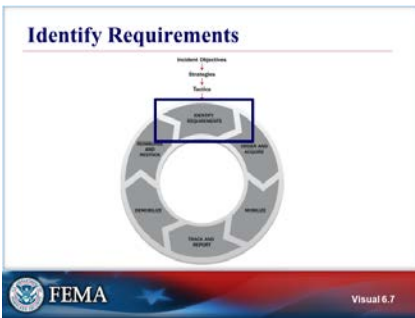 Identify Requirements
Incident Objectives
Strategies
Tactics
IDENTIFY
REQUIREMENTS
ORDER AND
ACQUIRE
MOBILIZE
TRACK AND
REPORT
DEMOBILIZE
AND
FEMA
Visual 6.7